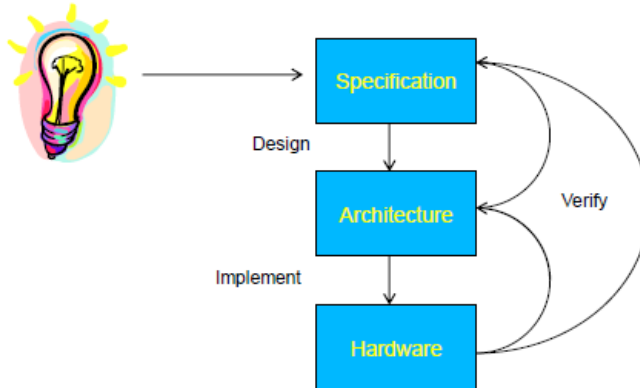 Specification
Design
Architecture
Verify
Implement
Hardware